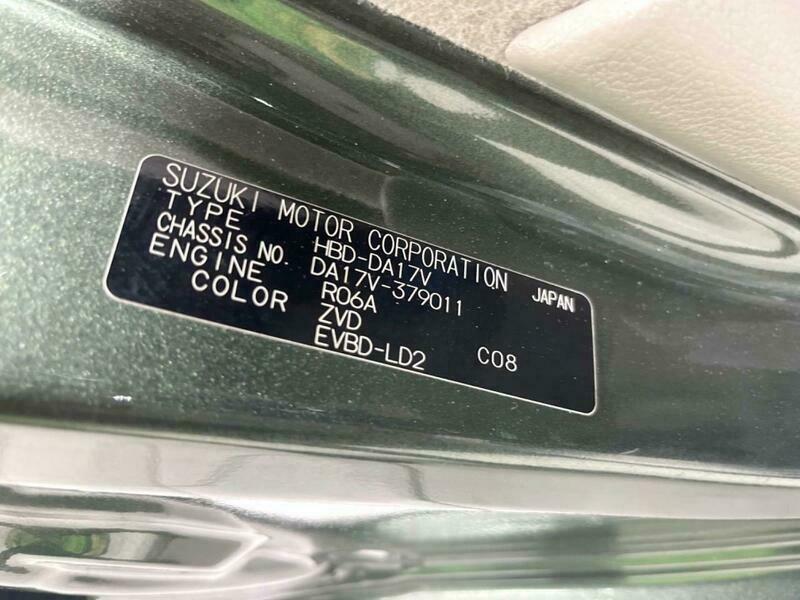 SUZUKI MOTOR CORPORATION JAPAN
TYPE HBD-DA17V
CHASSIS NO. DA17V-379011
ENGINE R06A
COLOR ZVD
EVBD-LD2 C08